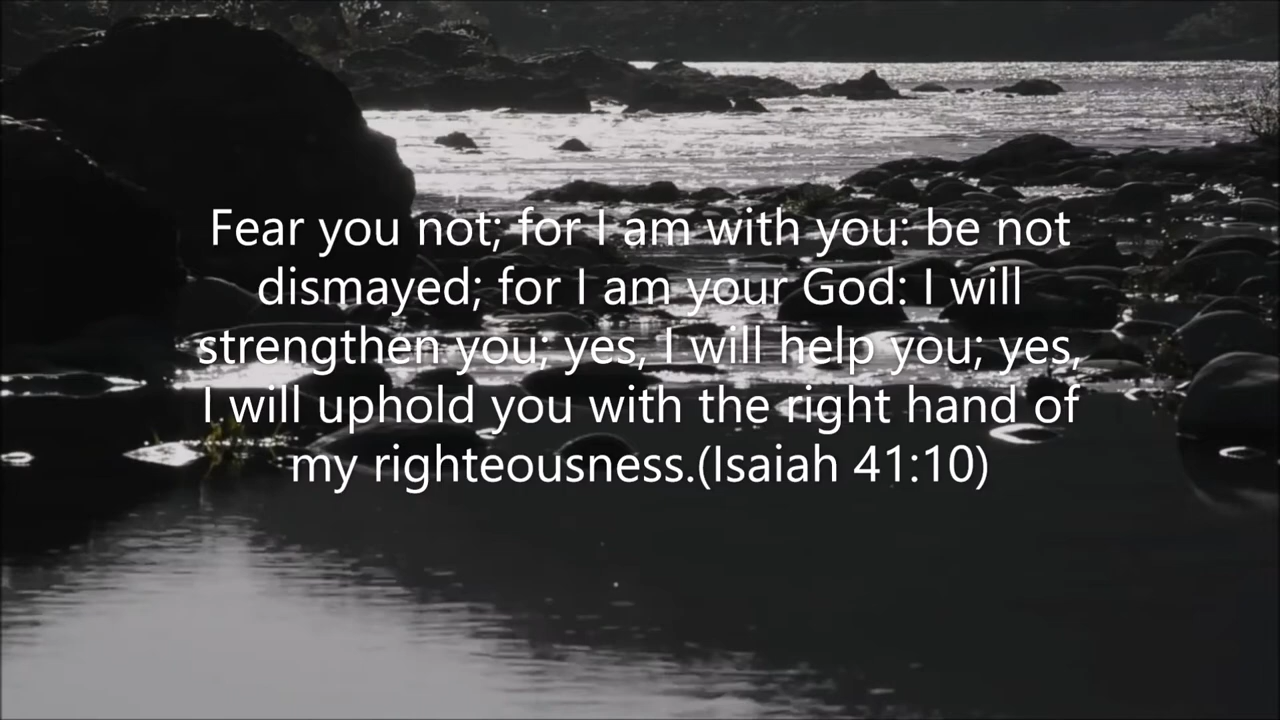 Fear you not; for I am with you: be not
dismayed; for I am your God: I will
strengthen you; yes, I will help you; yes,
I will uphold you with the right hand of
my righteousness.(Isaiah 41:10)